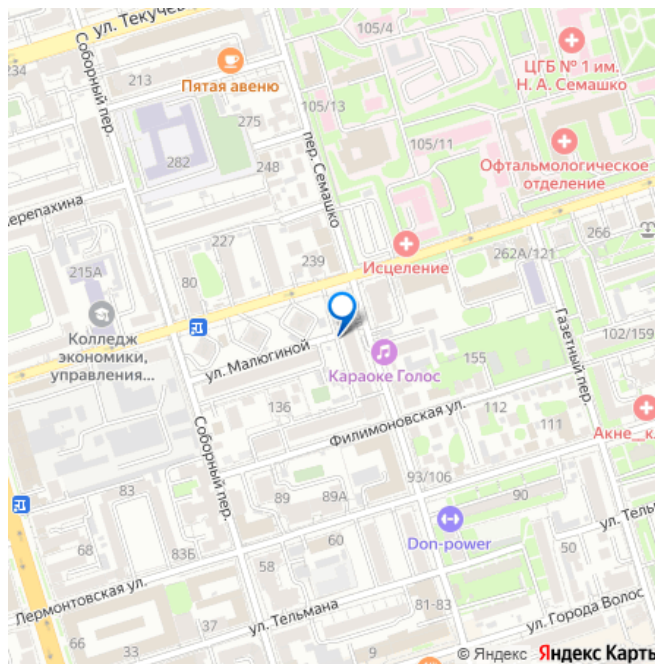 ул. Текучев
105/4
ЦГБ № 1 им.
Н. А. Семашко
234
213
Пятая авеню
Соборный пер.
105/13
275
пер. Семашко
105/11
Офтальмологическое
отделение
282
248
ерепахина
227
239
Исцеление
262А/121
266
215А
80
Колледж
экономики,
управления...
ул. Малюгиной
Караоке Голос
155
Газетный пер.
102/159
136
Филимоновская ул.
112
111
Акне_к.
Соборный пер.
83
89
89А
93/106
90
Don-power
ул. Тельм
68
83Б
58
60
50
Лермонтовская ул.
ул. Тельмана
81-83
ул. Города Волос
66
33
37
9
© Яндекс Яндекс Карты